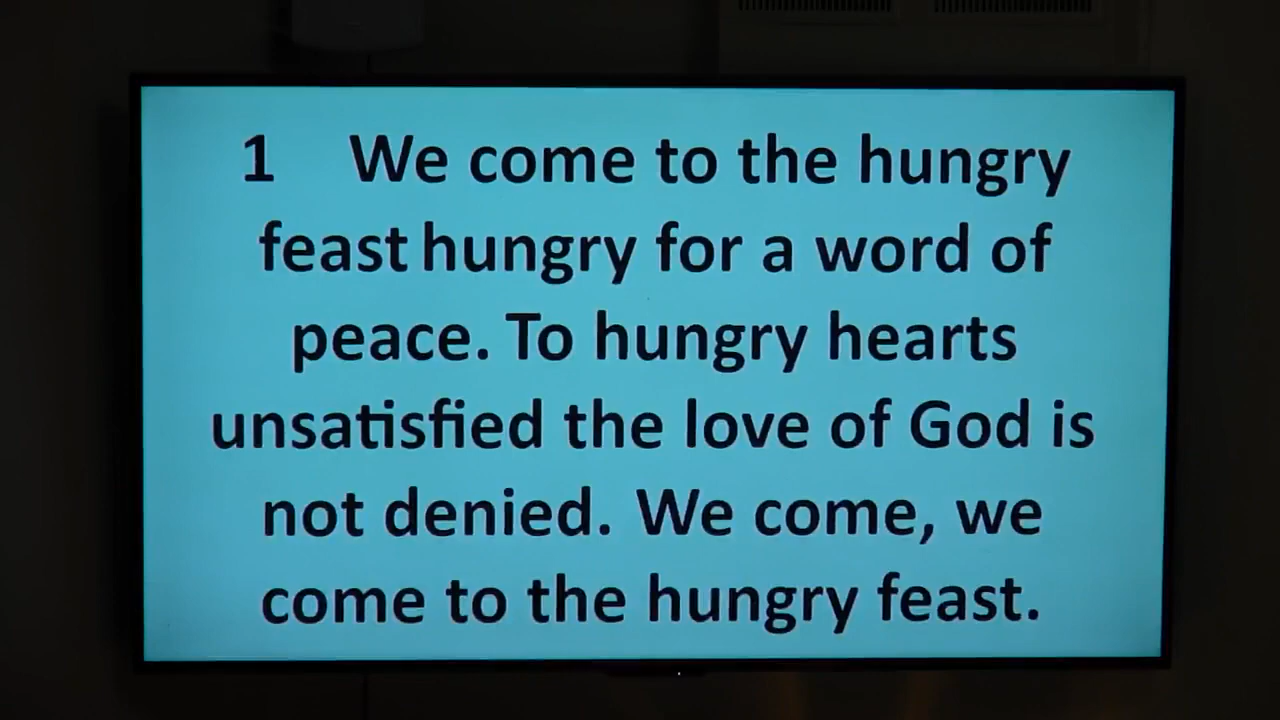 1 We come to the hungry
feast hungry for a word of
peace. To hungry hearts
unsatisfied the love of God is
not denied. We come, we
come to the hungry feast.